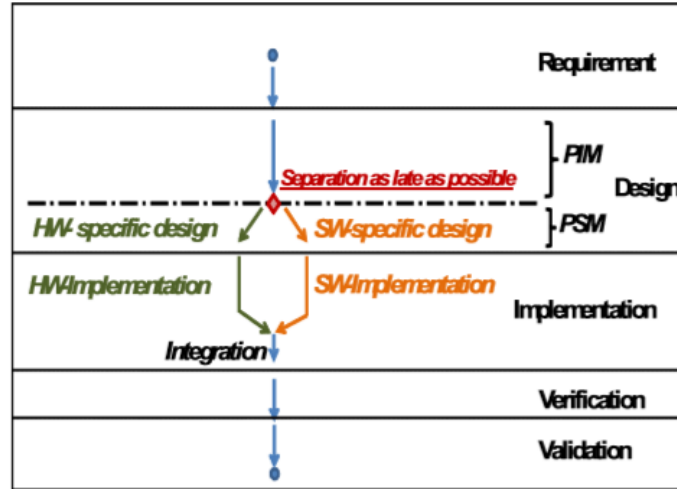 Requirement
PIM
Separation as late as possible
Design
HW- specific design
SW-specific design
PSM
HW-Implementation
SW-Implementation
Implementation
Integration
Verification
Validation